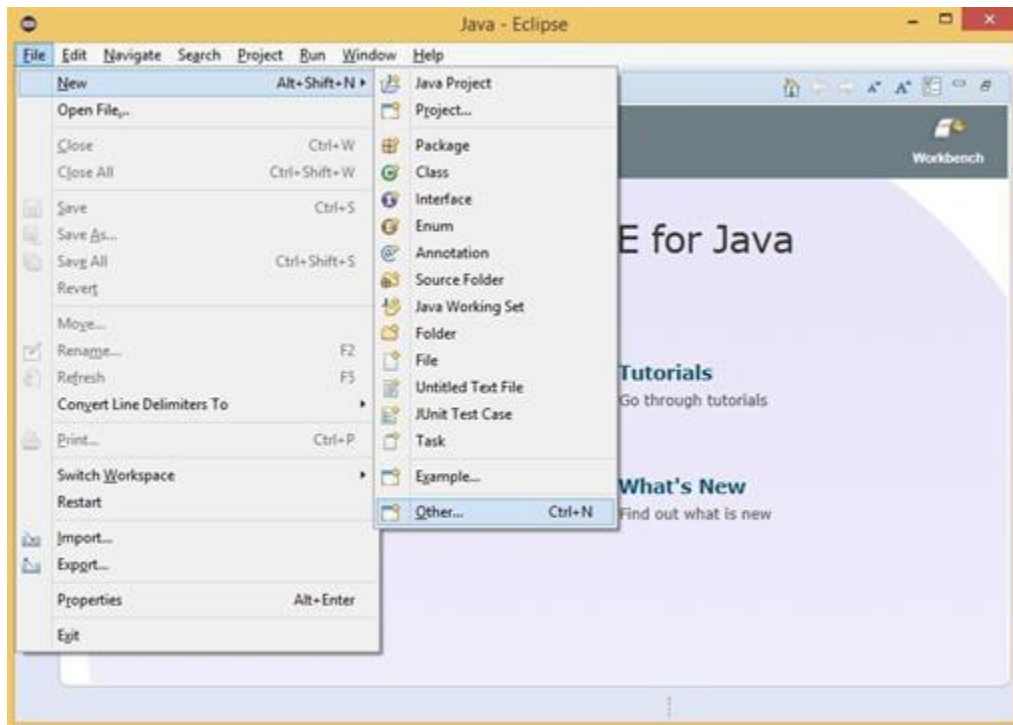 Java - Eclipse
File Edit Navigate Search Project Run Window Help
New Alt+Shift+N
Open File,..
Close Ctrl+W
Close All Ctrl+Shift+W
Save Ctrl+S
Save As...
Save All Ctrl+Shift+S
Revert
Move...
Rename... F2
Refresh F5
Convert Line Delimiters To
Print... Ctrl+P
Switch Workspace
Restart
Import...
Export...
Properties Alt+Enter
Exit
Java Project
Project...
Package
Class
Interface
Enum
Annotation
Source Folder
Java Working Set
Folder
File
Untitled Text File
JUnit Test Case
Task
Example...
Other... Ctrl+N
Workbench
E for Java
Tutorials
Go through tutorials
What's New
Find out what is new